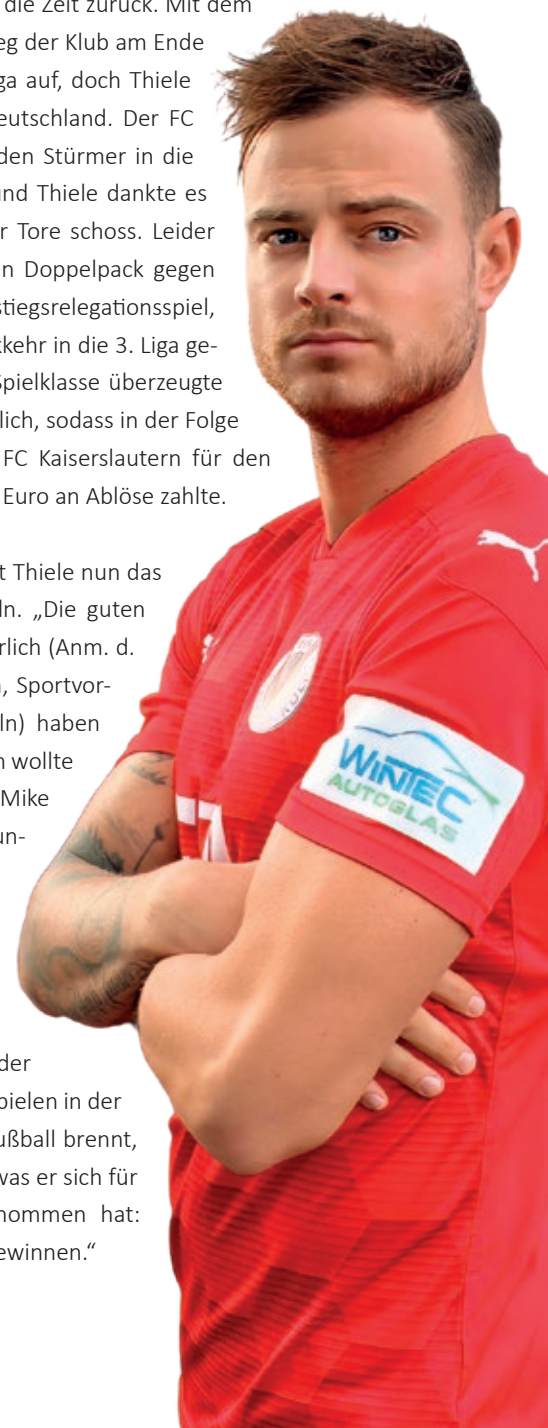 die Zeit zurück. Mit dem
eg der Klub am Ende
ga auf, doch Thiele
eutschland. Der FC
den Stürmer in die
und Thiele dankte es
r Tore schoss. Leider
n Doppelpack gegen
stiegsrelegationsspiel,
kkehr in die 3. Liga ge-
Spielklasse überzeugte
lich, sodass in der Folge
FC Kaiserslautern für den
Euro an Ablöse zahlte.
t Thiele nun das
ln. „Die guten
rlich (Anm. d.
, Sportvor-
ln) haben
h wollte
Mike
un-
der
pielen in der
ußball brennt,
was er sich für
nommen hat:
ewinnen.“
WINTEC
AUTOGLAS